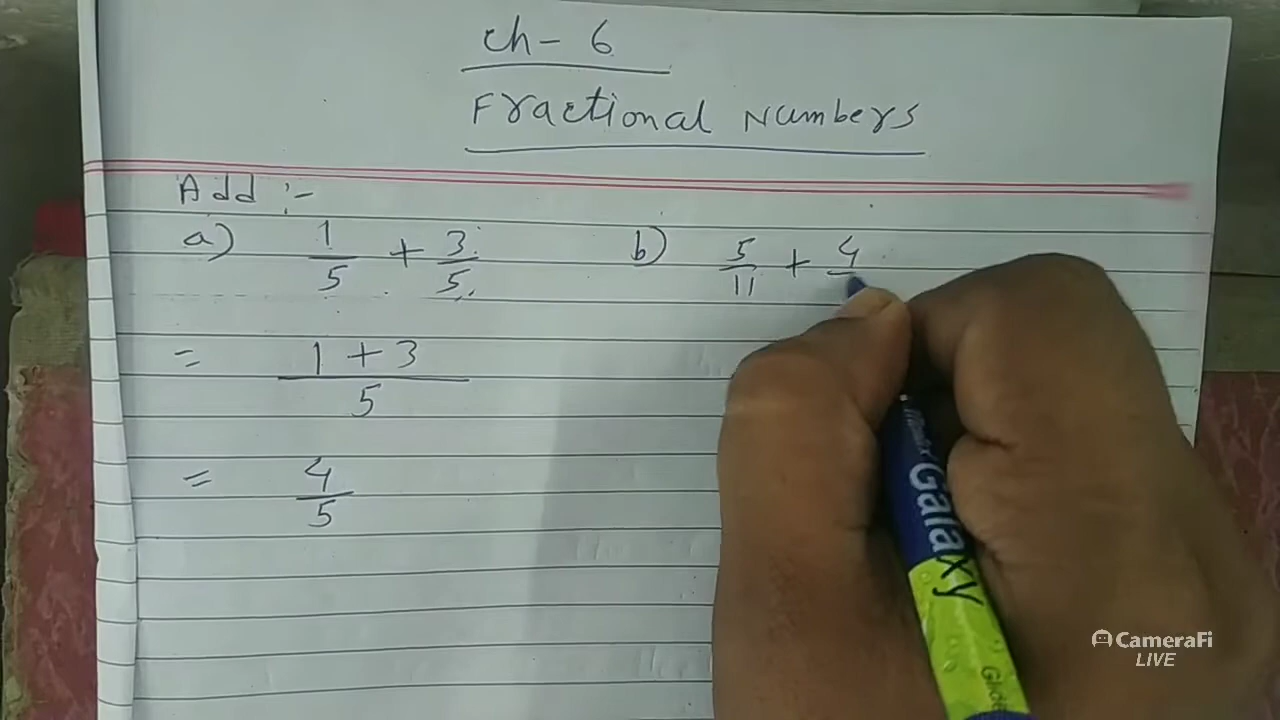 Ch - 6
Fractional Numbers
Add :-
a) 1/5 + 3/5
b) 5/11 + 4/
= 1 + 3 / 5
= 4/5
Galaxy
CameraFi
LIVE